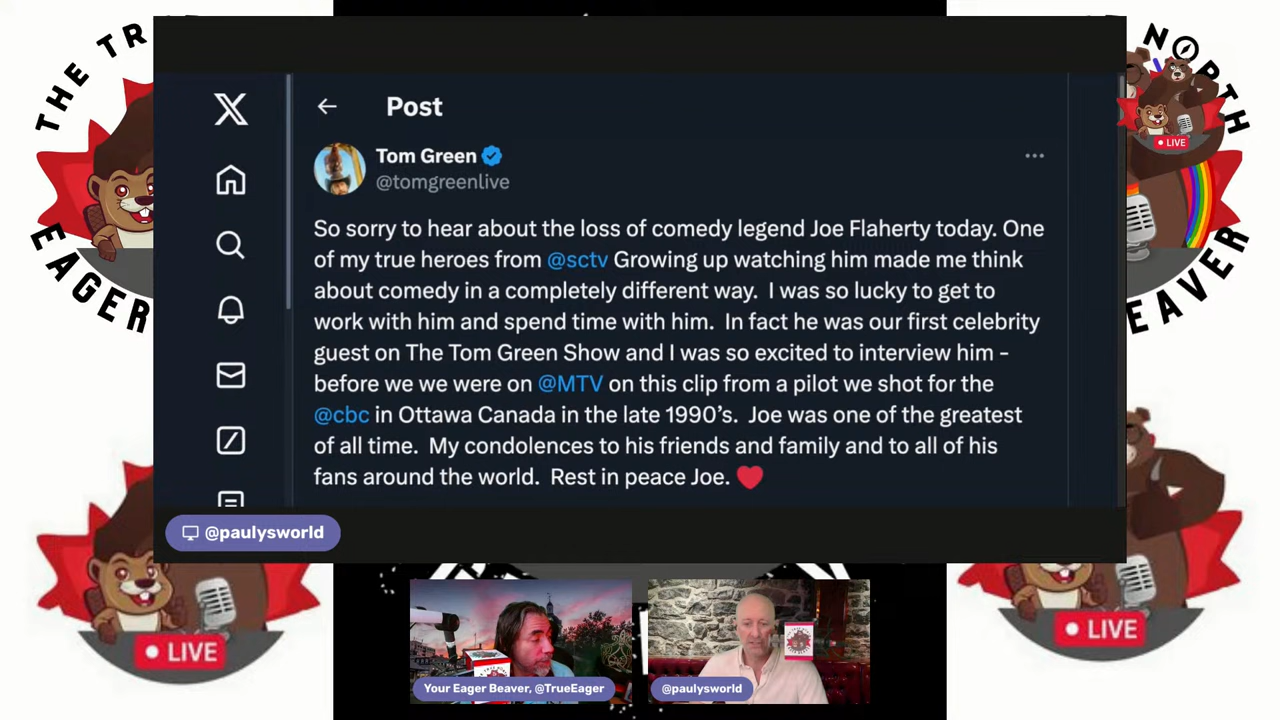 THE TR
NORTH
LIVE
Post
Tom Green
@tomgreenlive
So sorry to hear about the loss of comedy legend Joe Flaherty today. One
of my true heroes from @sctv Growing up watching him made me think
about comedy in a completely different way. I was so lucky to get to
work with him and spend time with him. In fact he was our first celebrity
guest on The Tom Green Show and I was so excited to interview him -
before we we were on @MTV on this clip from a pilot we shot for the
@cbc in Ottawa Canada in the late 1990's. Joe was one of the greatest
of all time. My condolences to his friends and family and to all of his
fans around the world. Rest in peace Joe.
EAGER
EAVER
@paulysworld
LIVE
LIVE
Your Eager Beaver, @TrueEager
@paulysworld